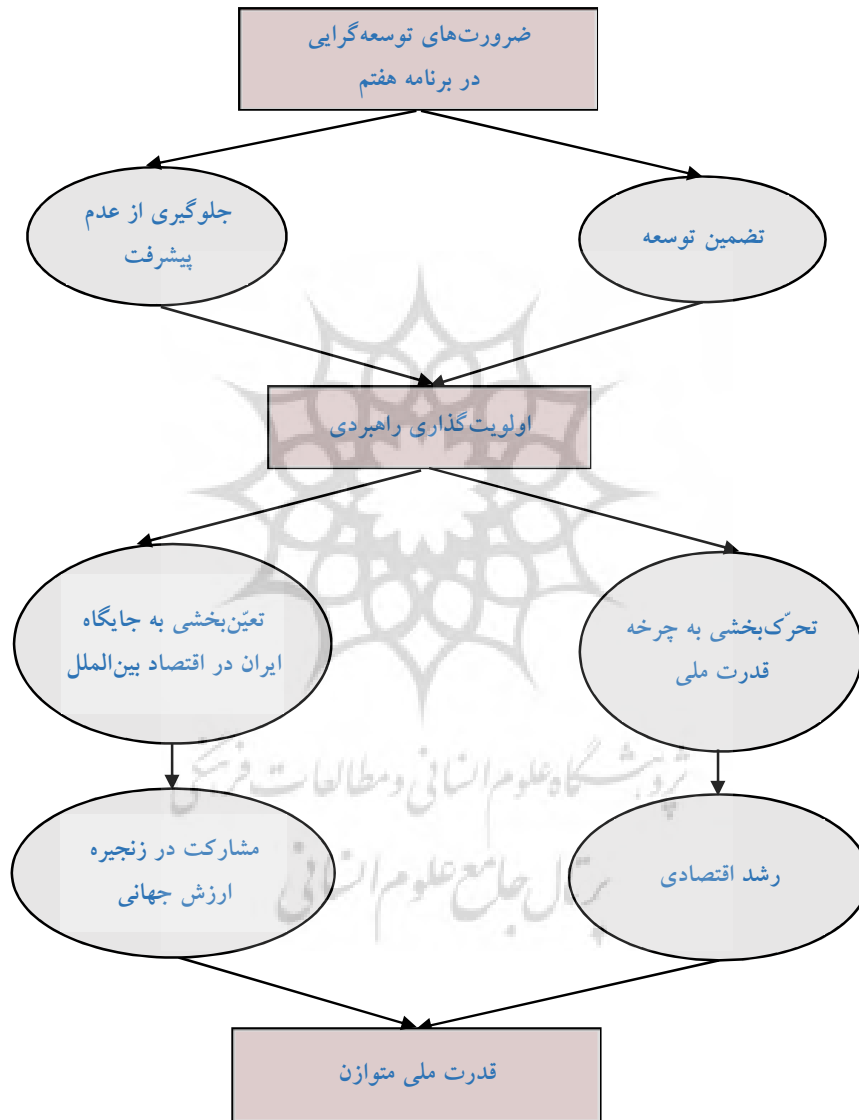 ضرورت‌های توسعه‌گرایی
در برنامه هفتم
تضمین توسعه
جلوگیری از عدم
پیشرفت
اولویت‌گذاری راهبردی
تحرّک‌بخشی به چرخه
قدرت ملی
تعیّن‌بخشی به جایگاه
ایران در اقتصاد بین‌الملل
پژوهشگاه علوم انسانی و مطالعات فرهنگی
رشد اقتصادی
مشارکت در زنجیره
ارزش جهانی
پرتال جامع علوم انسانی
قدرت ملی متوازن